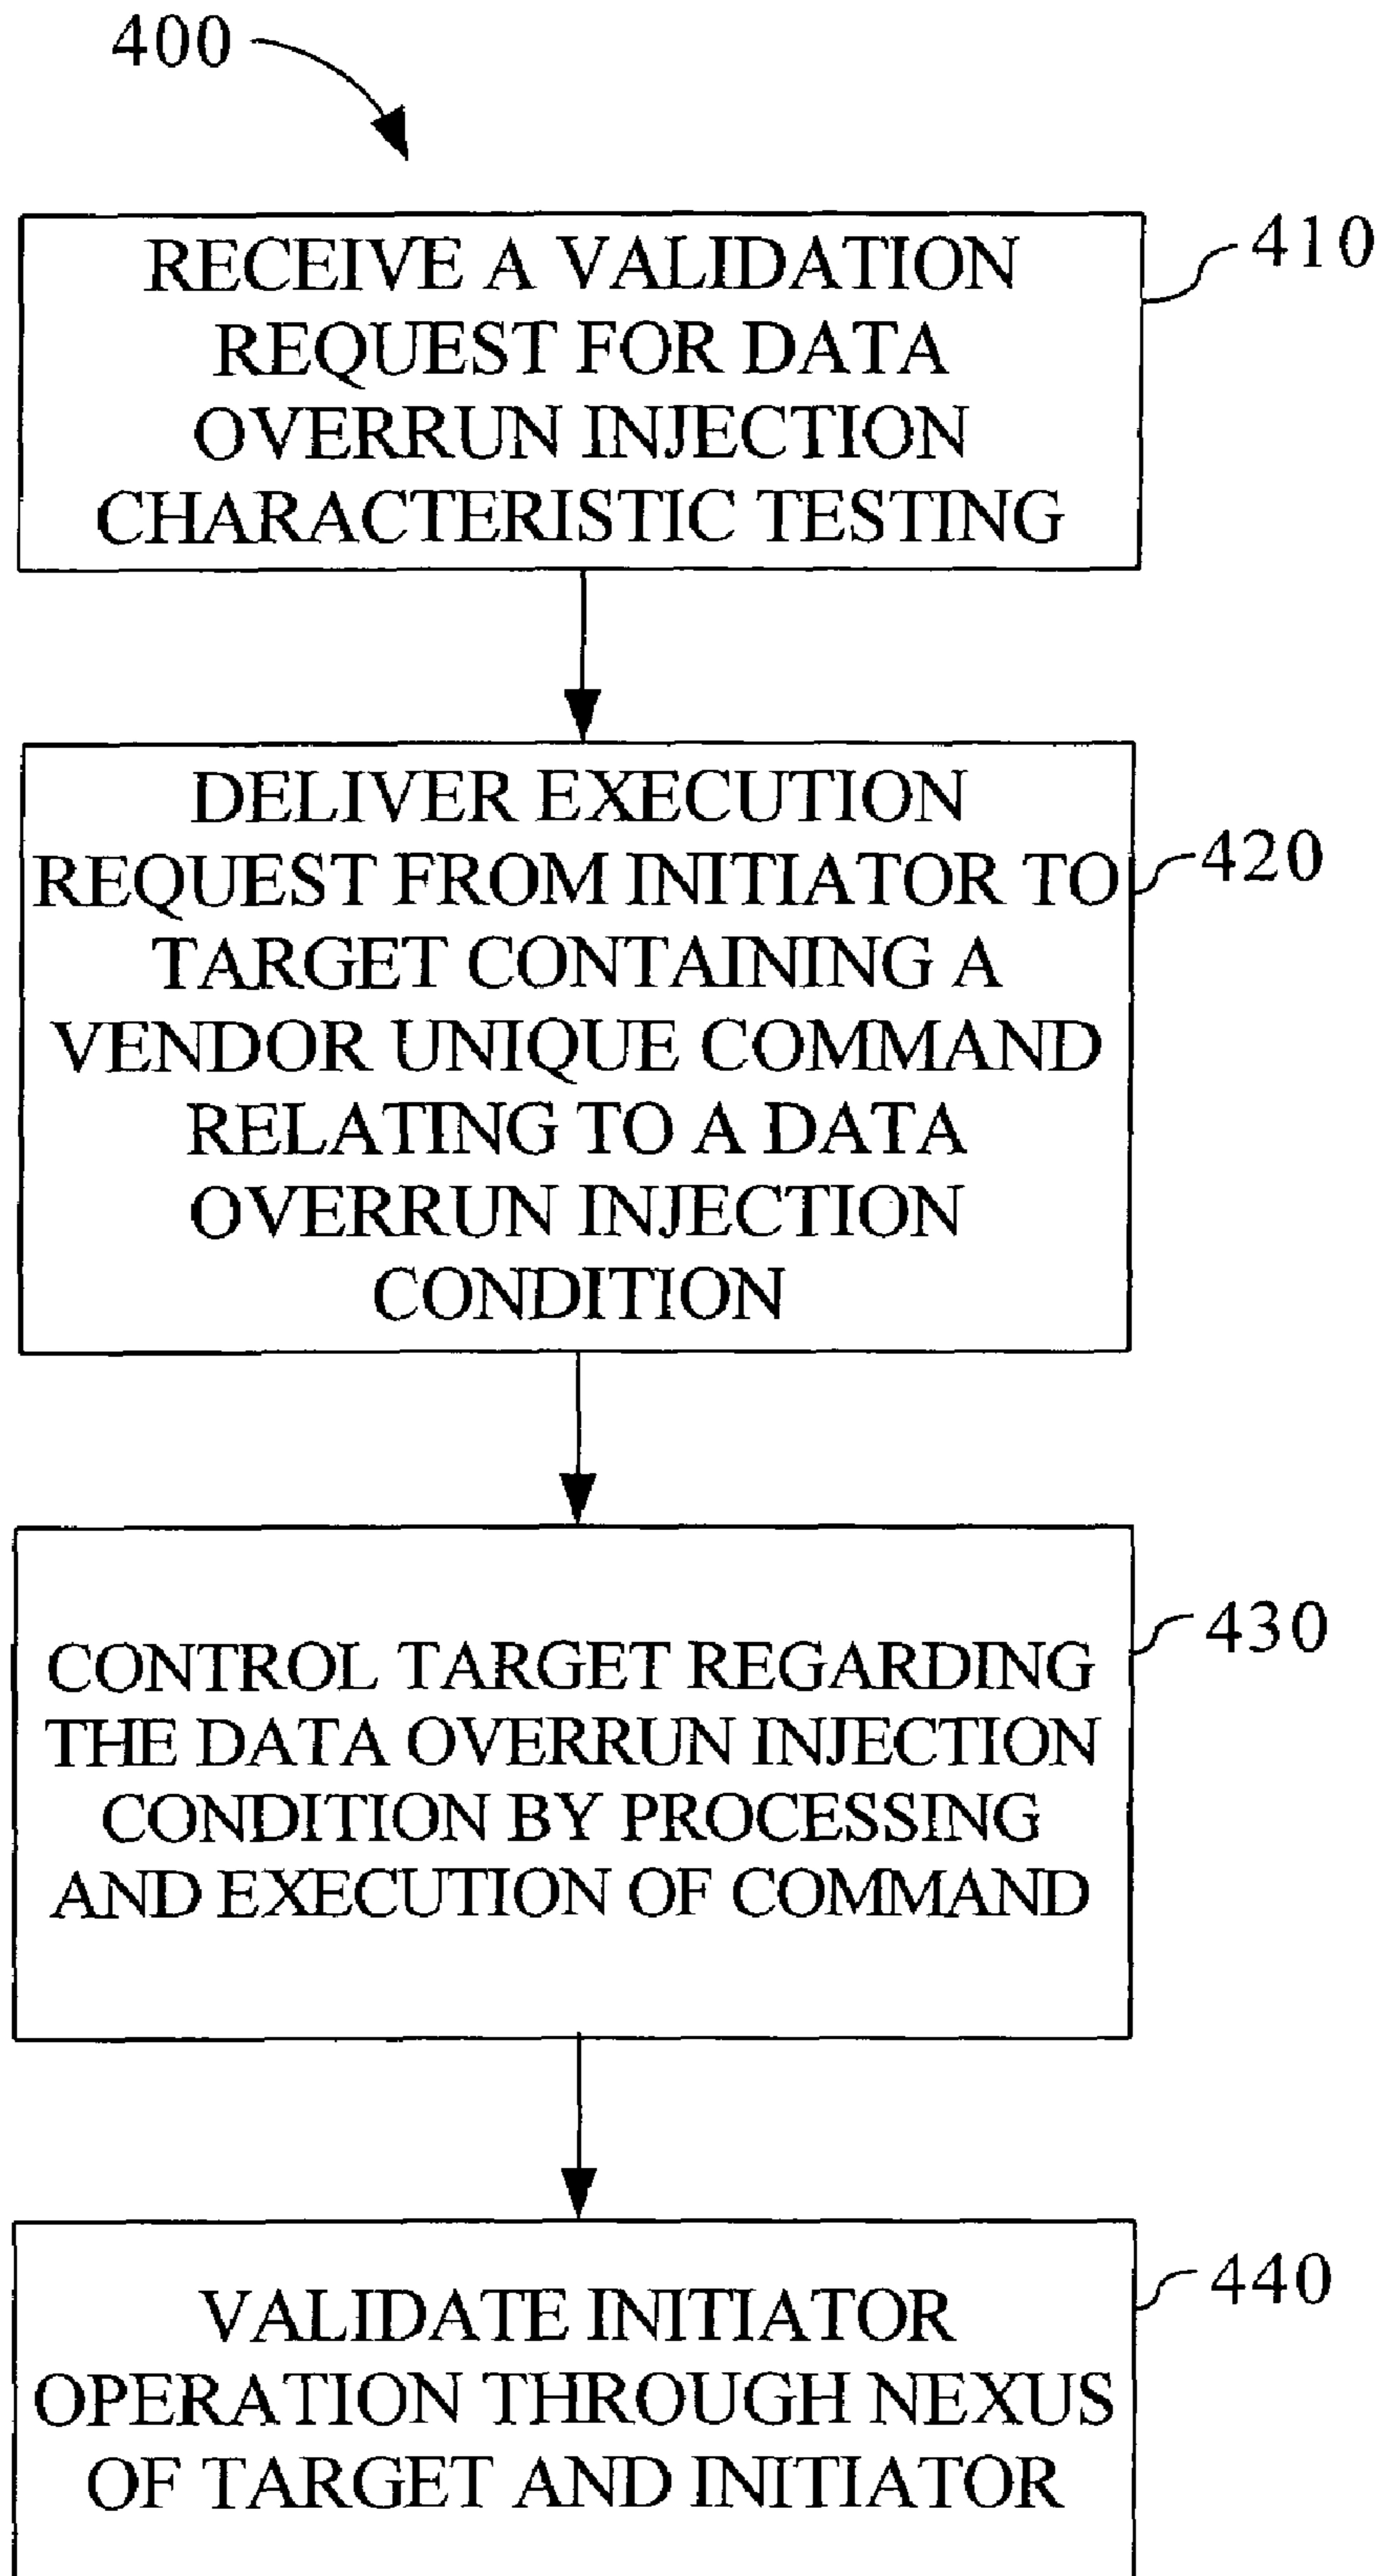 400
RECEIVE A VALIDATION
REQUEST FOR DATA
OVERRUN INJECTION
CHARACTERISTIC TESTING
410
DELIVER EXECUTION
REQUEST FROM INITIATOR TO
TARGET CONTAINING A
VENDOR UNIQUE COMMAND
RELATING TO A DATA
OVERRUN INJECTION
CONDITION
420
CONTROL TARGET REGARDING
THE DATA OVERRUN INJECTION
CONDITION BY PROCESSING
AND EXECUTION OF COMMAND
430
VALIDATE INITIATOR
OPERATION THROUGH NEXUS
OF TARGET AND INITIATOR
440